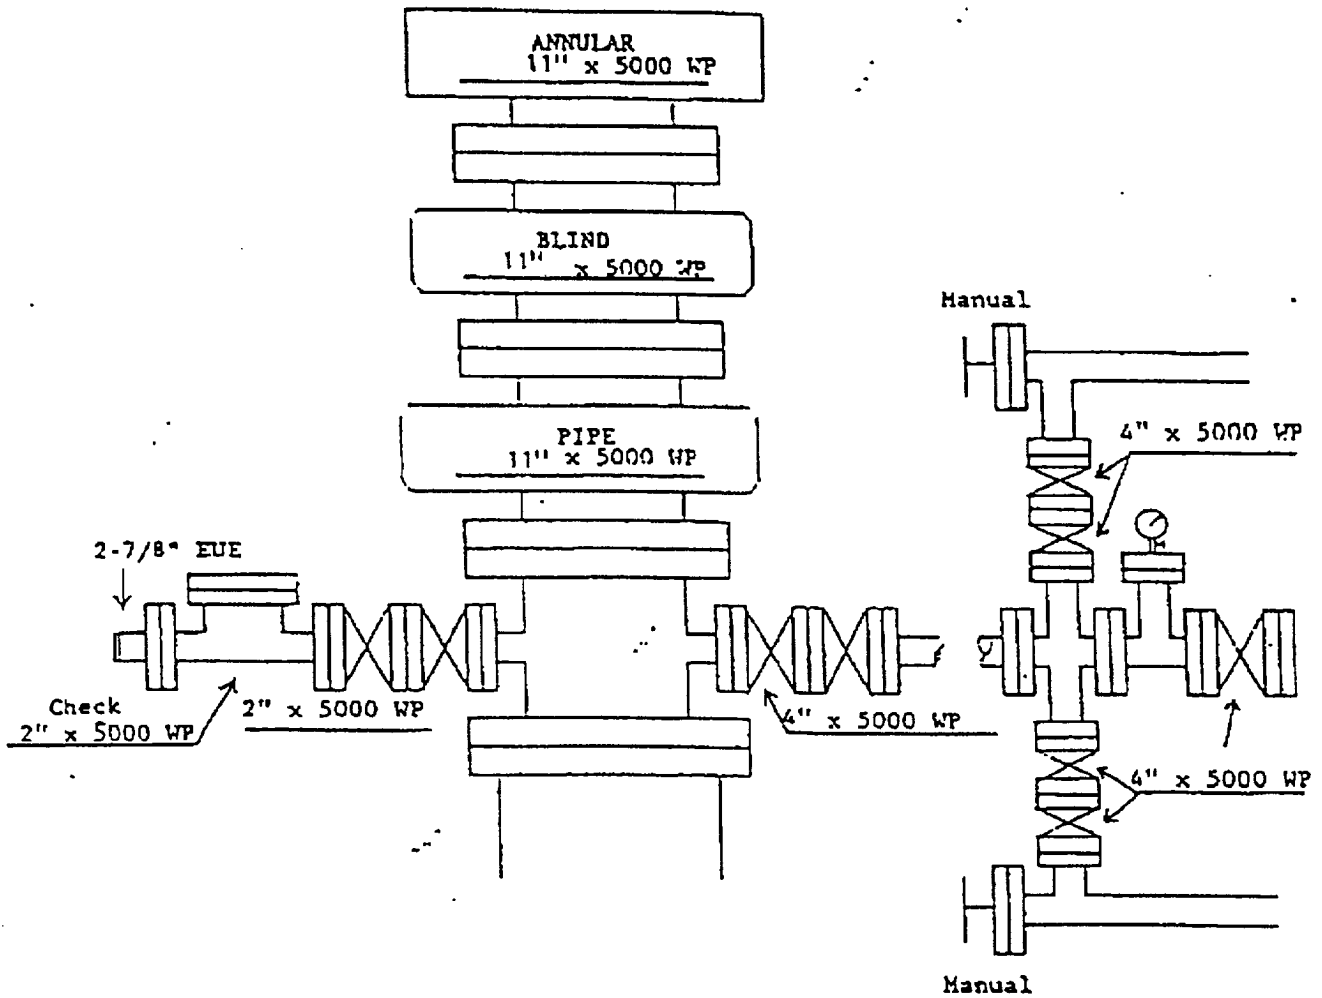 ANNULAR
11" x 5000 WP
BLIND
11" x 5000 WP
Manual
PIPE
11" x 5000 WP
4" x 5000 WP
2-7/8" EUE
Check
2" x 5000 WP
2" x 5000 WP
4" x 5000 WP
4" x 5000 WP
Manual